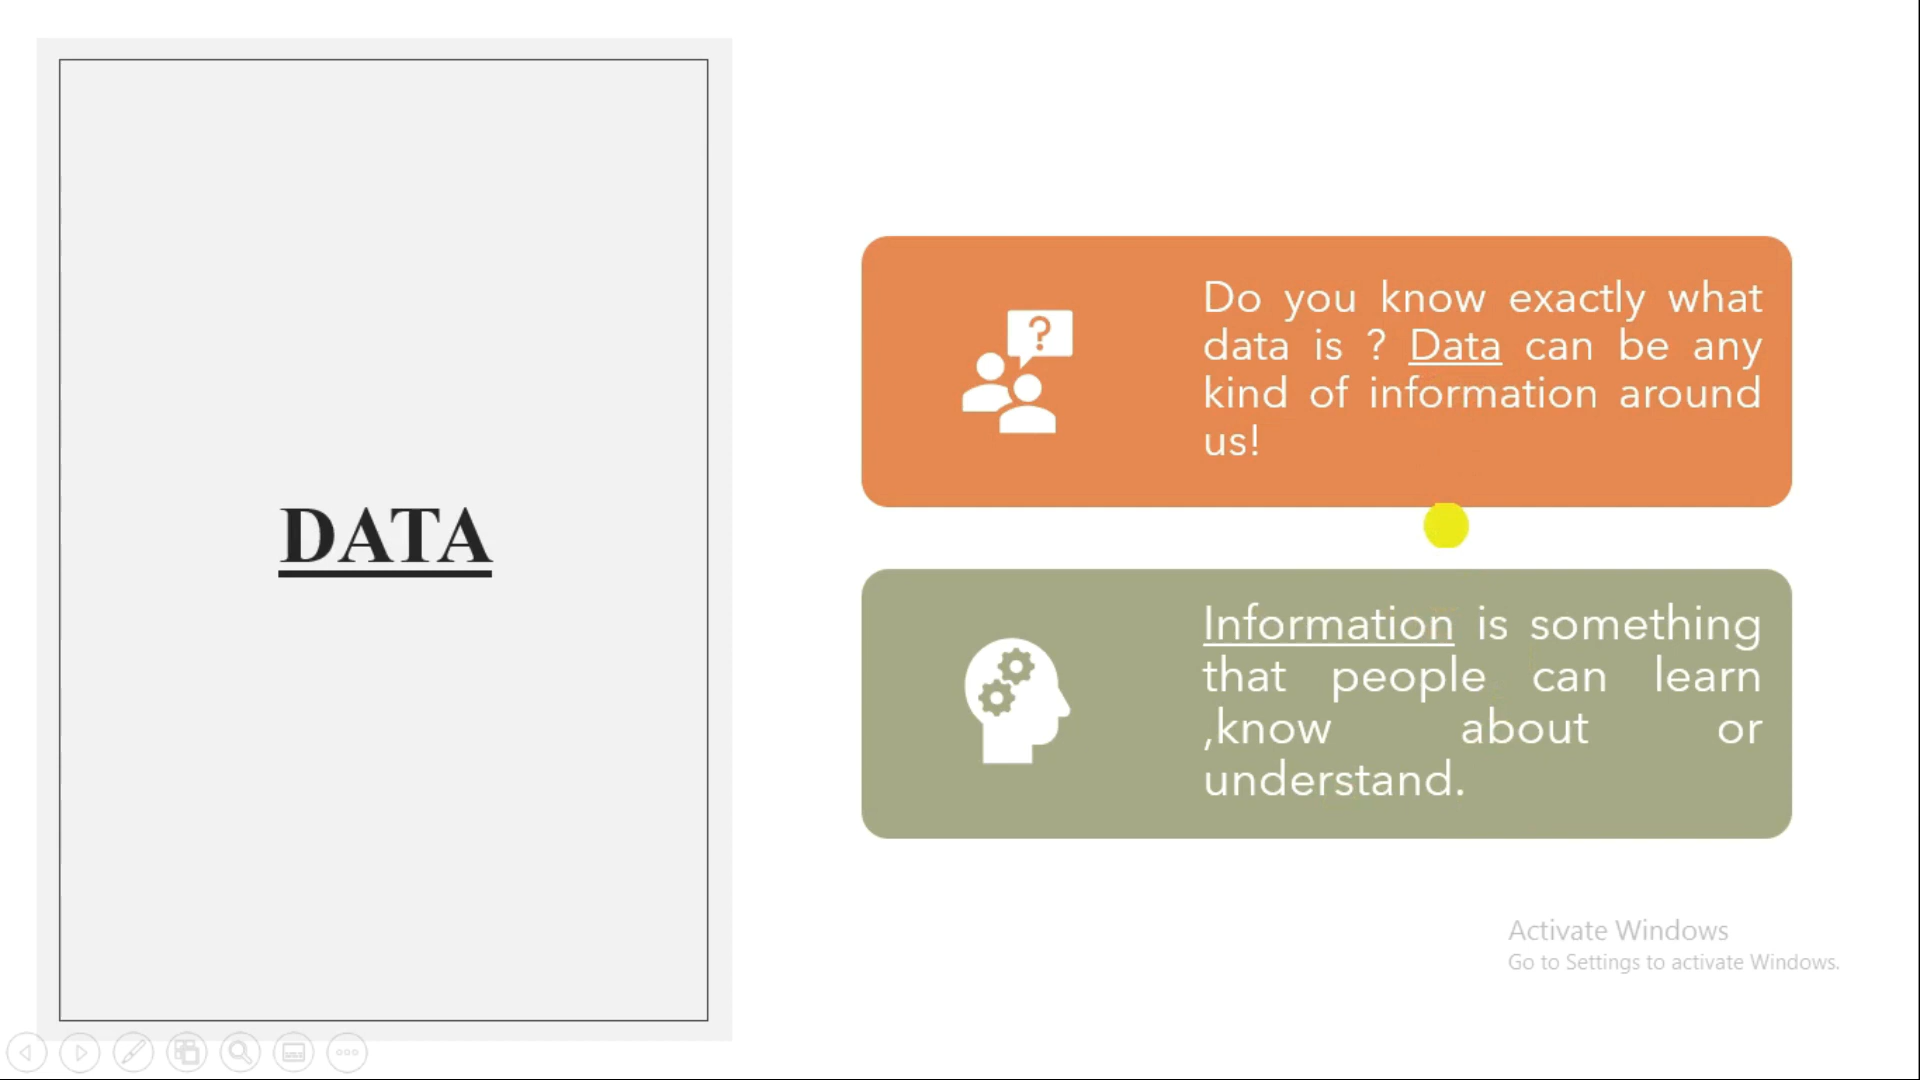 DATA
Do you know exactly what
data is ? Data can be any
kind of information around
us!
Information is something
that people can learn
,know about or
understand.
Activate Windows
Go to Settings to activate Windows.